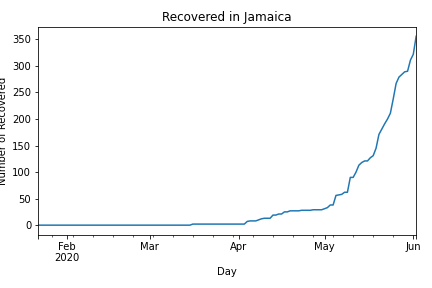 Recovered in Jamaica
Number of Recovered
350
300
250
200
150
100
50
0
Feb
2020
Mar
Apr
May
Jun
Day